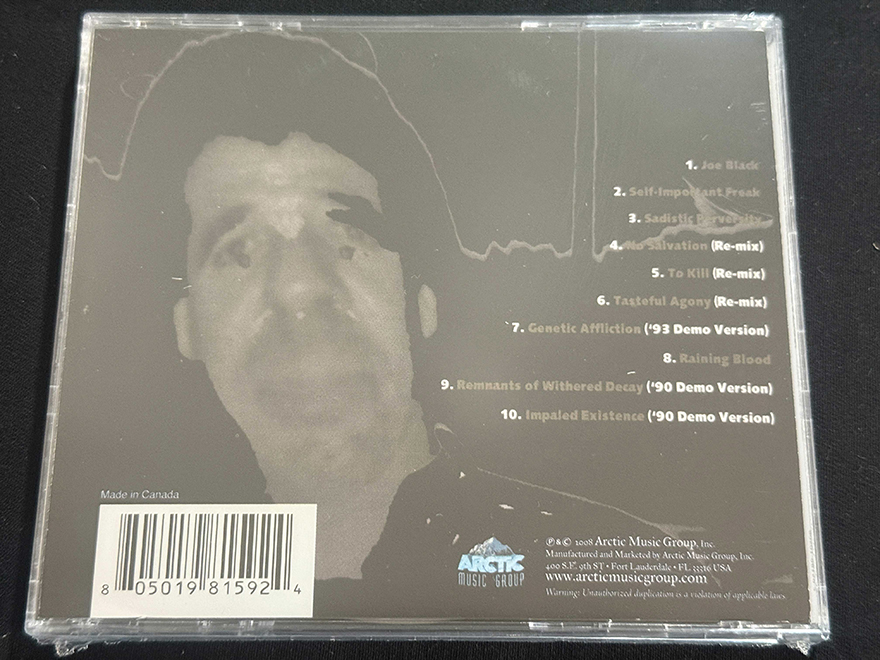 1. Joe Black
2. Self-Important Freak
3. Sadistic Perversity
4. No Salvation (Re-mix)
5. To Kill (Re-mix)
6. Tasteful Agony (Re-mix)
7. Genetic Affliction ('93 Demo Version)
8. Raining Blood
9. Remnants of Withered Decay ('90 Demo Version)
10. Impaled Existence ('90 Demo Version)
Made in Canada
8 05019 81592 4
ARCTIC
MUSIC GROUP
℗ & © 2008 Arctic Music Group, Inc.
Manufactured and Marketed by Arctic Music Group, Inc.
400 S.E. 9th ST • Fort Lauderdale • FL 33316 USA
www.arcticmusicgroup.com
Warning: Unauthorized duplication is a violation of applicable laws